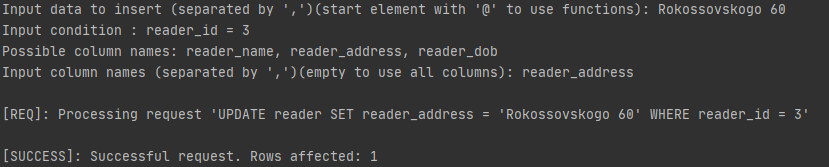 Input data to insert (separated by ',')(start element with '@' to use functions): Rokossovskogo 60
Input condition : reader_id = 3
Possible column names: reader_name, reader_address, reader_dob
Input column names (separated by ',')(empty to use all columns): reader_address
[REQ]: Processing request 'UPDATE reader SET reader_address = 'Rokossovskogo 60' WHERE reader_id = 3'
[SUCCESS]: Successful request. Rows affected: 1